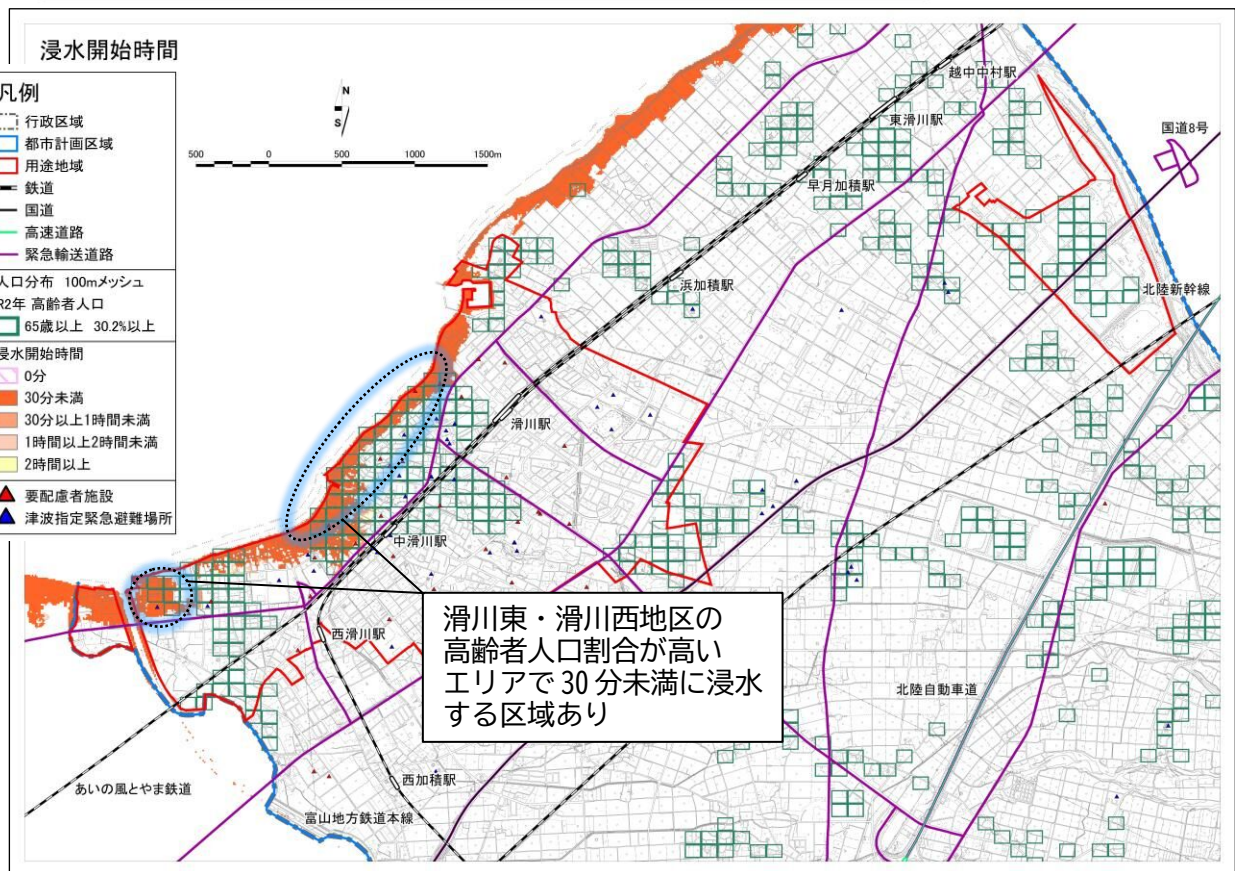 浸水開始時間
凡例
行政区域
都市計画区域
用途地域
鉄道
国道
高速道路
緊急輸送道路
人口分布 100mメッシュ
R2年 高齢者人口
65歳以上 30.2%以上
浸水開始時間
0分
30分未満
30分以上1時間未満
1時間以上2時間未満
2時間以上
要配慮者施設
津波指定緊急避難場所
N
S
500 0 500 1000 1500m
越中中村駅
東滑川駅
国道8号
早月加積駅
浜加積駅
北陸新幹線
滑川駅
中滑川駅
西滑川駅
滑川東・滑川西地区の
高齢者人口割合が高い
エリアで30分未満に浸水
する区域あり
北陸自動車道
西加積駅
あいの風とやま鉄道
富山地方鉄道本線